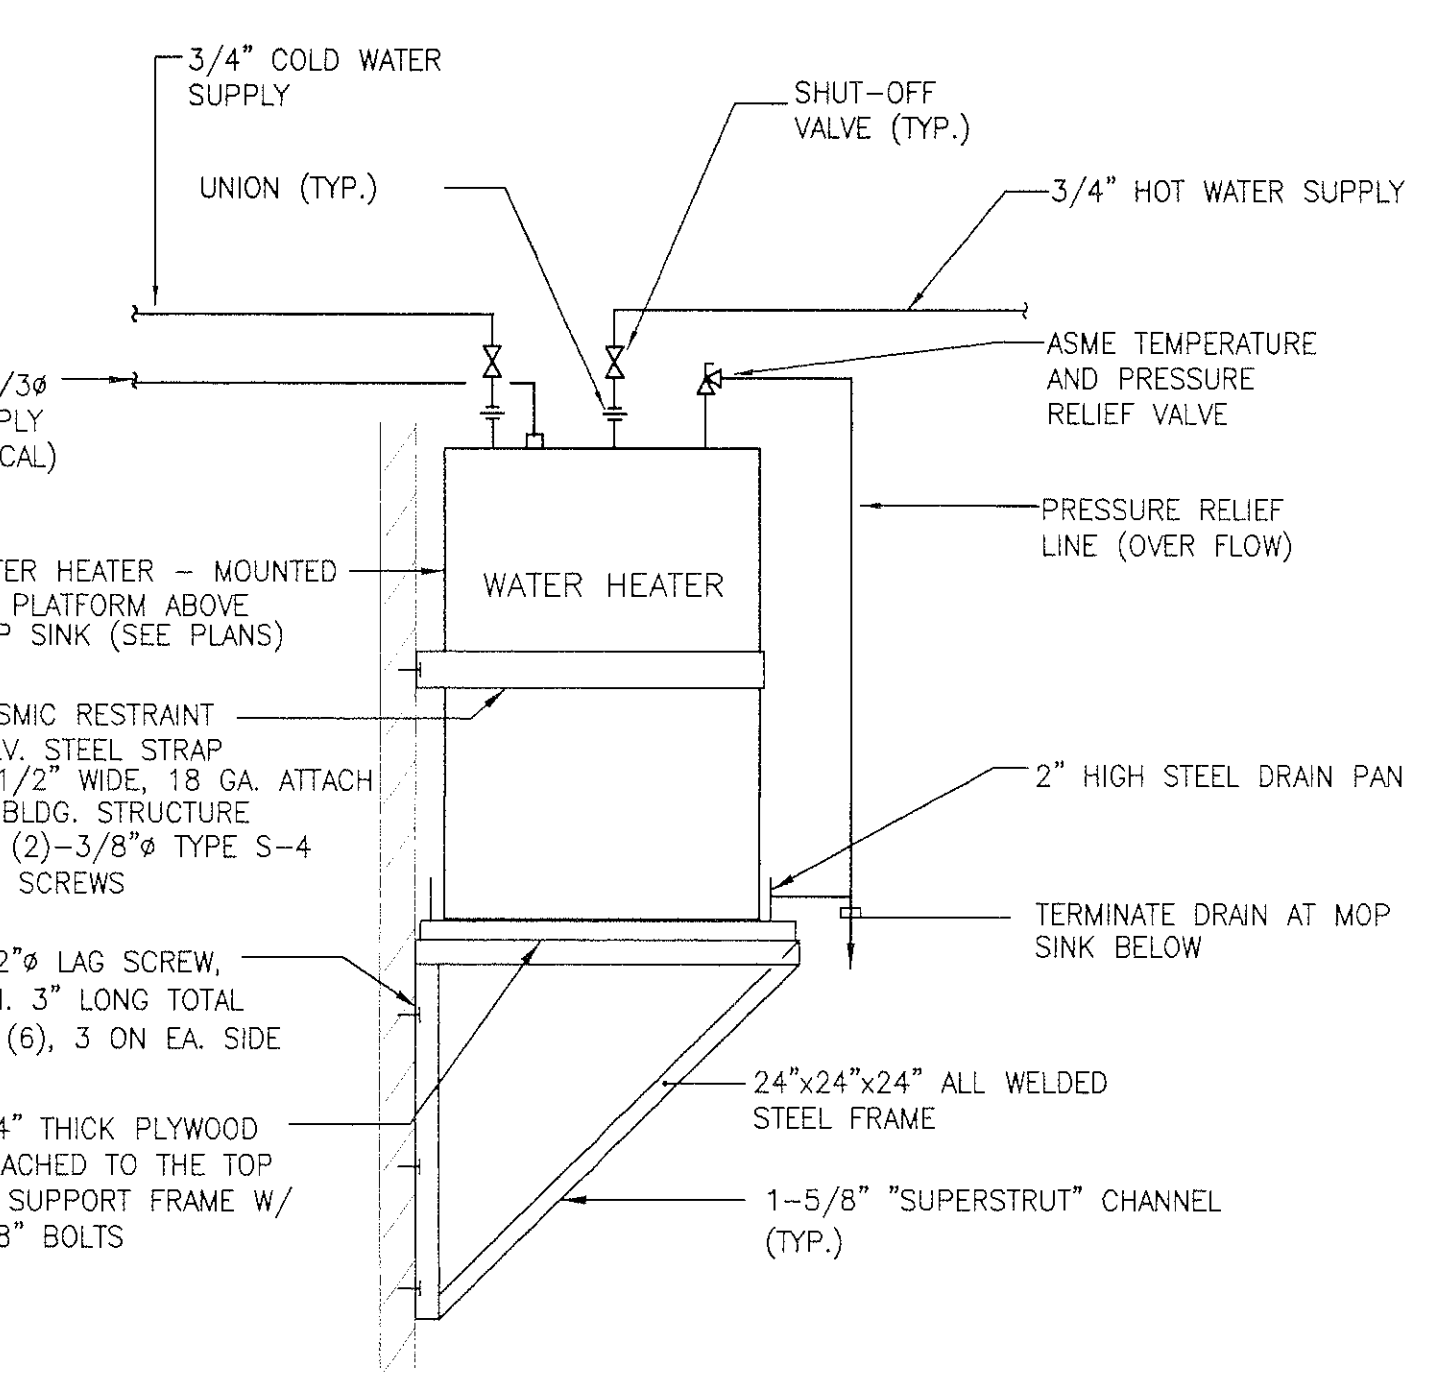 3/4" COLD WATER
SUPPLY
SHUT-OFF
VALVE (TYP.)
UNION (TYP.)
3/4" HOT WATER SUPPLY
ASME TEMPERATURE
AND PRESSURE
RELIEF VALVE
/3ø
PLY
CAL)
PRESSURE RELIEF
LINE (OVER FLOW)
TER HEATER – MOUNTED
PLATFORM ABOVE
P SINK (SEE PLANS)
WATER HEATER
SMIC RESTRAINT
V. STEEL STRAP
1/2" WIDE, 18 GA. ATTACH
BLDG. STRUCTURE
(2)-3/8"ø TYPE S-4
SCREWS
2" HIGH STEEL DRAIN PAN
TERMINATE DRAIN AT MOP
SINK BELOW
2"ø LAG SCREW,
. 3" LONG TOTAL
(6), 3 ON EA. SIDE
24"x24"x24" ALL WELDED
STEEL FRAME
4" THICK PLYWOOD
ACHED TO THE TOP
SUPPORT FRAME W/
8" BOLTS
1-5/8" "SUPERSTRUT" CHANNEL
(TYP.)